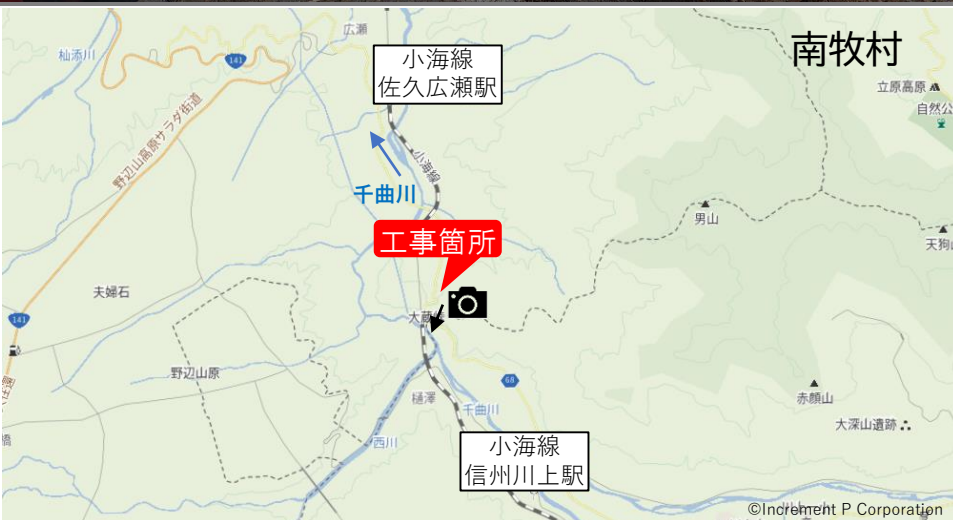 広瀬
南牧村
杣添川
141
小海線
佐久広瀬駅
立原高原
自然公
野辺山高原サラダ街道
小海線
千曲川
男山
工事箇所
天狗山
夫婦石
141
大蔵峠
野辺山原
68
赤顔山
樋澤
千曲川
大深山遺跡
西川
小海線
信州川上駅
©Increment P Corporation